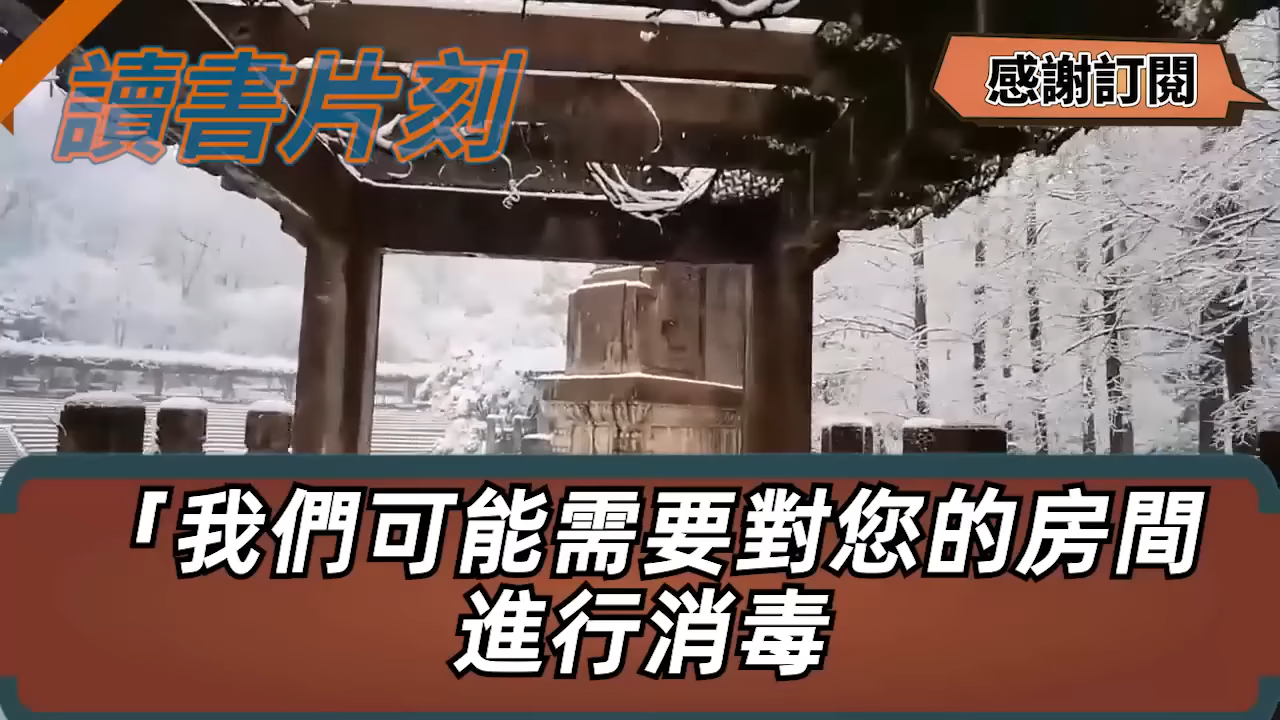 讀書片刻
感謝訂閱
「我們可能需要對您的房間
進行消毒